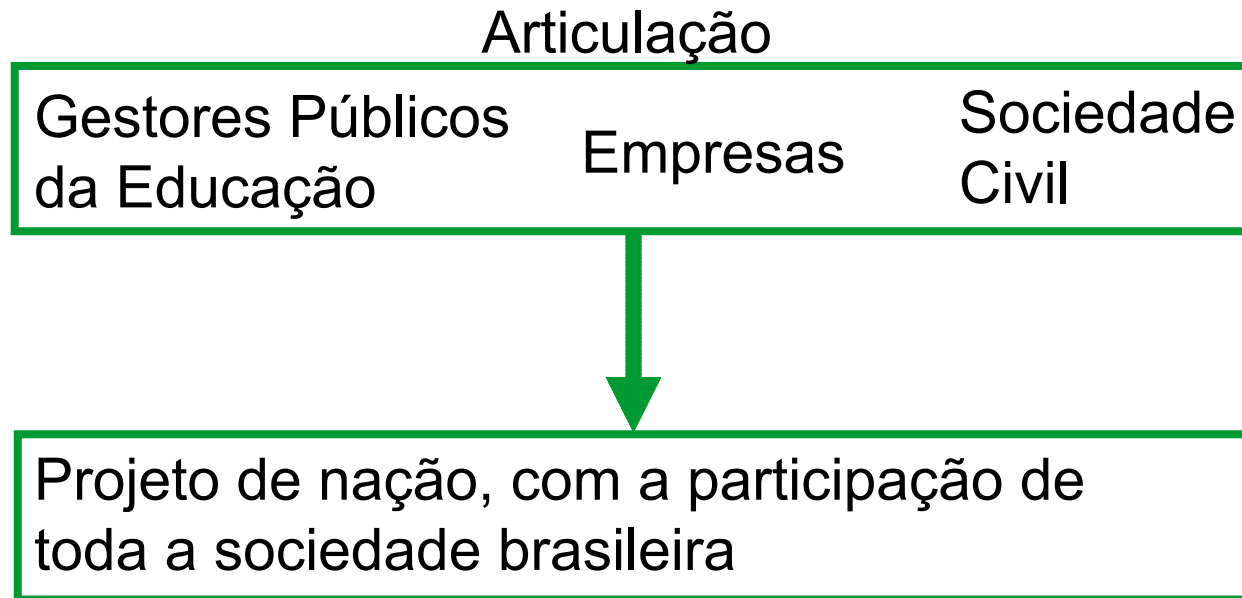 Articulação
Gestores Públicos
da Educação
Empresas
Sociedade
Civil
Projeto de nação, com a participação de
toda a sociedade brasileira